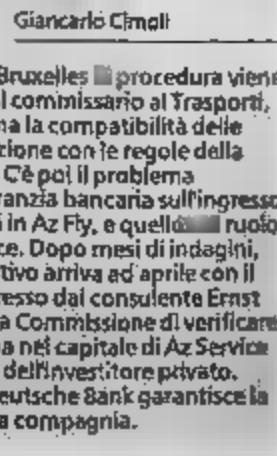 Giancarlo Cimoli
Bruxelles procedura viene
l commissario ai Trasporti,
na la compatibilità delle
zione con le regole della
C'è poi il problema
ranzia bancaria sull'ingresso
i in Az Fly, e quello ruolo
ce. Dopo mesi di indagini,
tivo arriva ad aprile con il
resso dal consulente Ernst
a Commissione di verificare
a nel capitale di Az Service
dell'investitore privato.
eutsche Bank garantisce la
a compagnia.